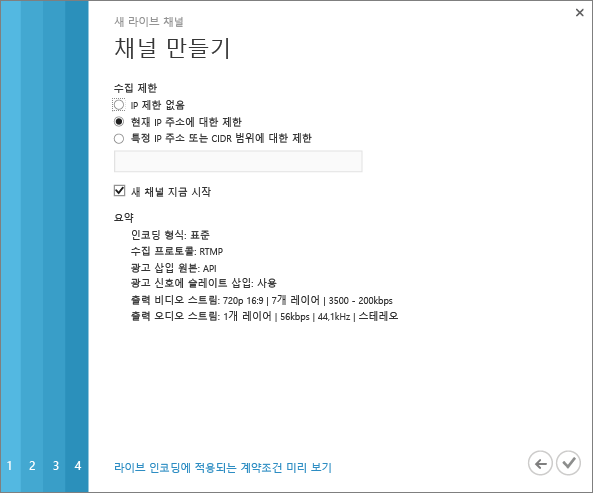 새 라이브 채널
채널 만들기
수집 제한
IP 제한 없음
현재 IP 주소에 대한 제한
특정 IP 주소 또는 CIDR 범위에 대한 제한
새 채널 지금 시작
요약
인코딩 형식: 표준
수집 프로토콜: RTMP
광고 삽입 원본: API
광고 신호에 슬레이트 삽입: 사용
출력 비디오 스트림: 720p 16:9 | 7개 레이어 | 3500 - 200kbps
출력 오디오 스트림: 1개 레이어 | 56kbps | 44,1kHz | 스테레오
1 2 3 4
라이브 인코딩에 적용되는 계약조건 미리 보기